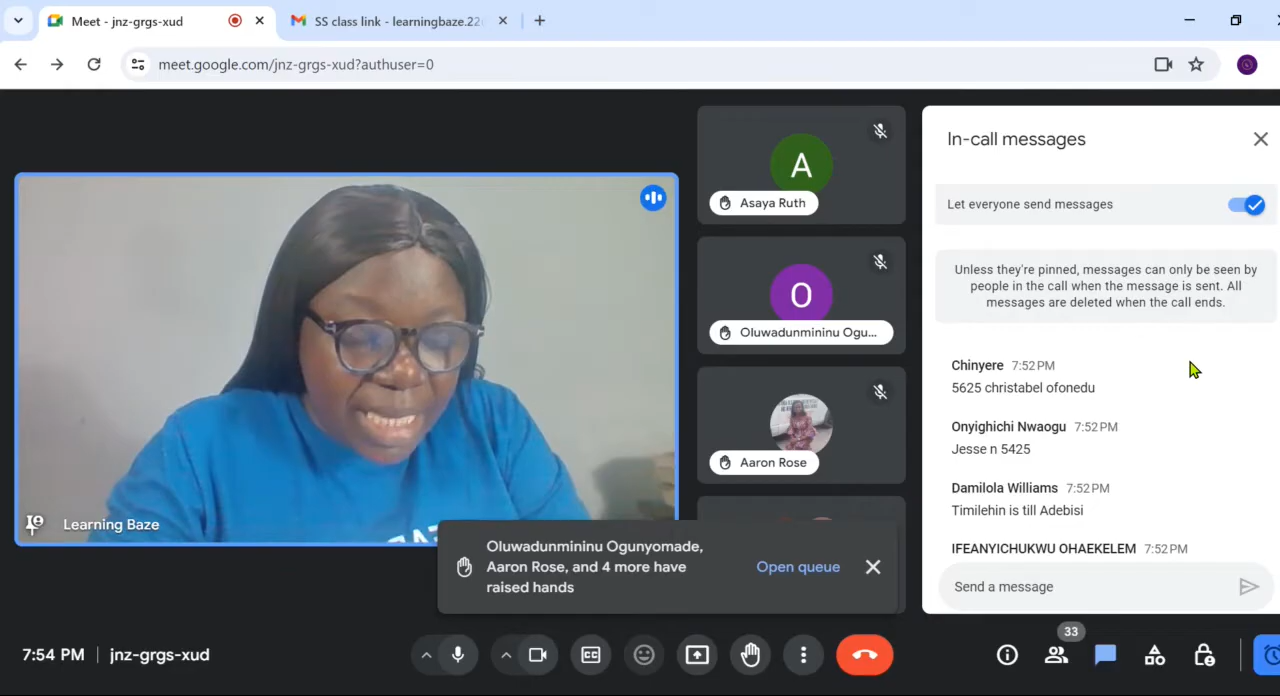 Meet - jnz-grgs-xud
SS class link - learningbaze.22
meet.google.com/jnz-grgs-xud?authuser=0
A
Asaya Ruth
O
Oluwadunmininu Ogu...
Aaron Rose
Learning Baze
Oluwadunmininu Ogunyomade,
Aaron Rose, and 4 more have
raised hands
Open queue
In-call messages
Let everyone send messages
Unless they're pinned, messages can only be seen by
people in the call when the message is sent. All
messages are deleted when the call ends.
Chinyere 7:52 PM
5625 christabel ofonedu
Onyighichi Nwaogu 7:52 PM
Jesse n 5425
Damilola Williams 7:52 PM
Timilehin is till Adebisi
IFEANYICHUKWU OHAEKELEM 7:52 PM
Send a message
7:54 PM
jnz-grgs-xud
CC
33